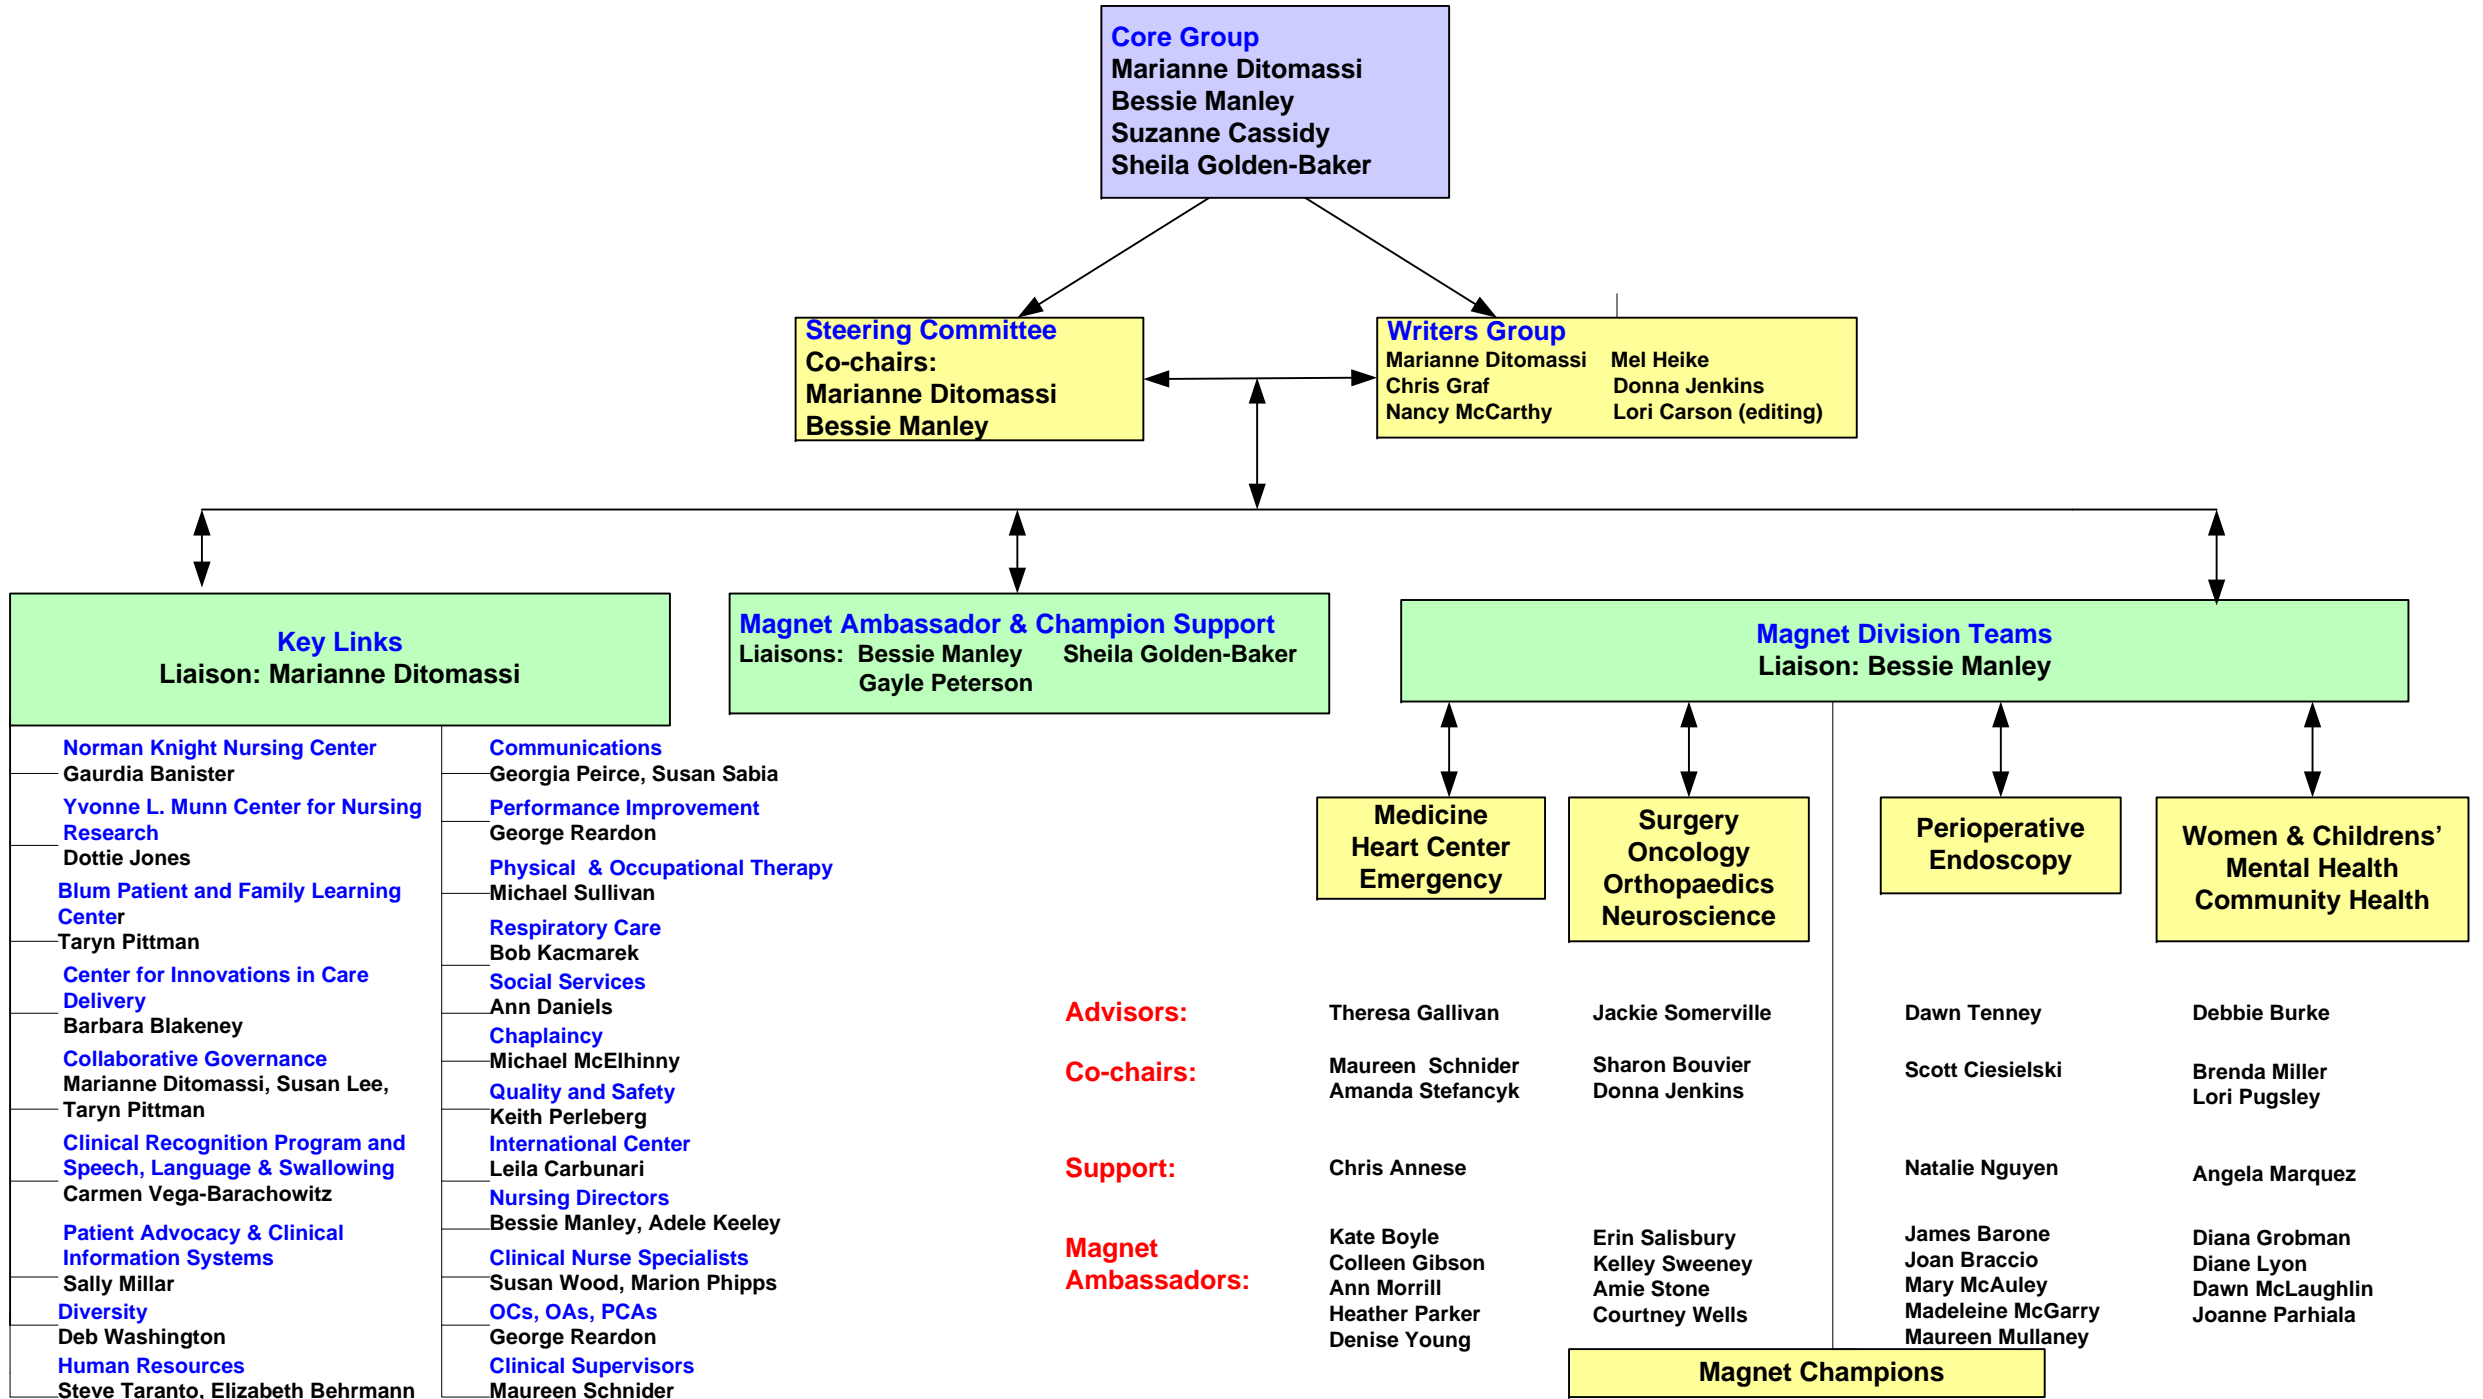 Core Group
Marianne Ditomassi
Bessie Manley
Suzanne Cassidy
Sheila Golden-Baker
Steering Committee
Co-chairs:
Marianne Ditomassi
Bessie Manley
Writers Group
Marianne Ditomassi Mel Heike
Chris Graf Donna Jenkins
Nancy McCarthy Lori Carson (editing)
Key Links
Liaison: Marianne Ditomassi
Magnet Ambassador & Champion Support
Liaisons: Bessie Manley Sheila Golden-Baker
Gayle Peterson
Magnet Division Teams
Liaison: Bessie Manley
Norman Knight Nursing Center
Gaurdia Banister
Yvonne L. Munn Center for Nursing
Research
Dottie Jones
Blum Patient and Family Learning
Center
Taryn Pittman
Center for Innovations in Care
Delivery
Barbara Blakeney
Collaborative Governance
Marianne Ditomassi, Susan Lee,
Taryn Pittman
Clinical Recognition Program and
Speech, Language & Swallowing
Carmen Vega-Barachowitz
Patient Advocacy & Clinical
Information Systems
Sally Millar
Diversity
Deb Washington
Human Resources
Steve Taranto, Elizabeth Behrmann
Communications
Georgia Peirce, Susan Sabia
Performance Improvement
George Reardon
Physical & Occupational Therapy
Michael Sullivan
Respiratory Care
Bob Kacmarek
Social Services
Ann Daniels
Chaplaincy
Michael McElhinny
Quality and Safety
Keith Perleberg
International Center
Leila Carbunari
Nursing Directors
Bessie Manley, Adele Keeley
Clinical Nurse Specialists
Susan Wood, Marion Phipps
OCs, OAs, PCAs
George Reardon
Clinical Supervisors
Maureen Schnider
Medicine
Heart Center
Emergency
Surgery
Oncology
Orthopaedics
Neuroscience
Perioperative
Endoscopy
Women & Childrens’
Mental Health
Community Health
Advisors:
Theresa Gallivan
Jackie Somerville
Dawn Tenney
Debbie Burke
Co-chairs:
Maureen Schnider
Amanda Stefancyk
Sharon Bouvier
Donna Jenkins
Scott Ciesielski
Brenda Miller
Lori Pugsley
Support:
Chris Annese
Natalie Nguyen
Angela Marquez
Magnet
Ambassadors:
Kate Boyle
Colleen Gibson
Ann Morrill
Heather Parker
Denise Young
Erin Salisbury
Kelley Sweeney
Amie Stone
Courtney Wells
James Barone
Joan Braccio
Mary McAuley
Madeleine McGarry
Maureen Mullaney
Diana Grobman
Diane Lyon
Dawn McLaughlin
Joanne Parhiala
Magnet Champions